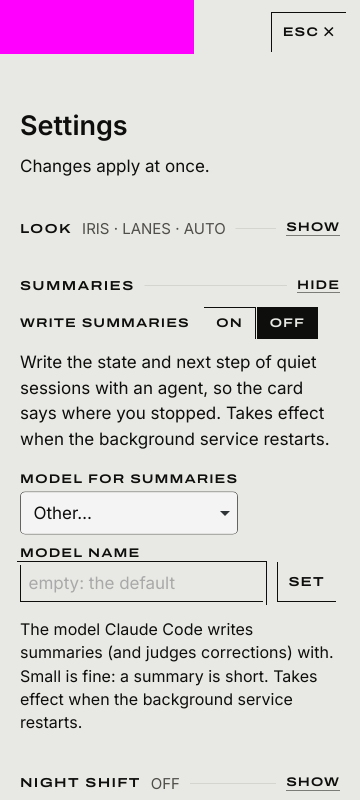 ESC ✕
Settings
Changes apply at once.
LOOK IRIS · LANES · AUTO SHOW
SUMMARIES HIDE
WRITE SUMMARIES ON OFF
Write the state and next step of quiet
sessions with an agent, so the card
says where you stopped. Takes effect
when the background service restarts.
MODEL FOR SUMMARIES
Other...
MODEL NAME
empty: the default SET
The model Claude Code writes
summaries (and judges corrections) with.
Small is fine: a summary is short. Takes
effect when the background service
restarts.
NIGHT SHIFT OFF SHOW